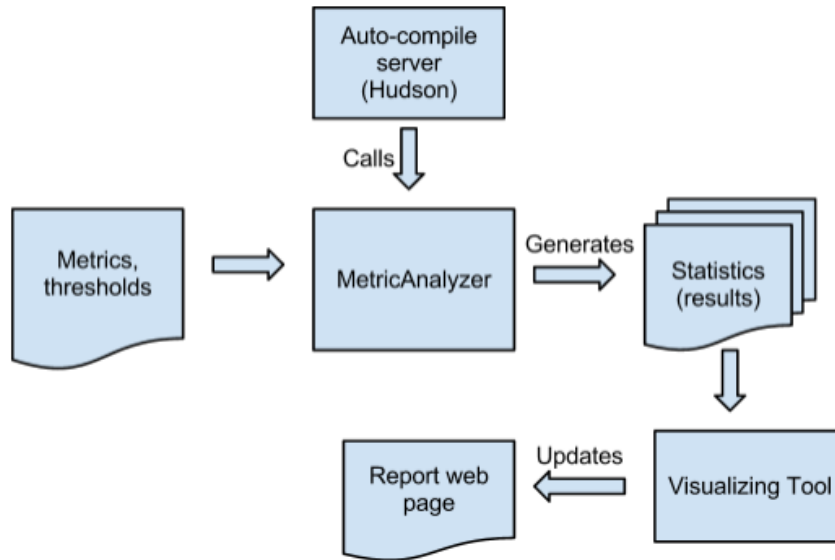 Auto-compile
server
(Hudson)
Calls
Metrics,
thresholds
MetricAnalyzer
Generates
Statistics
(results)
Report web
page
Updates
Visualizing Tool